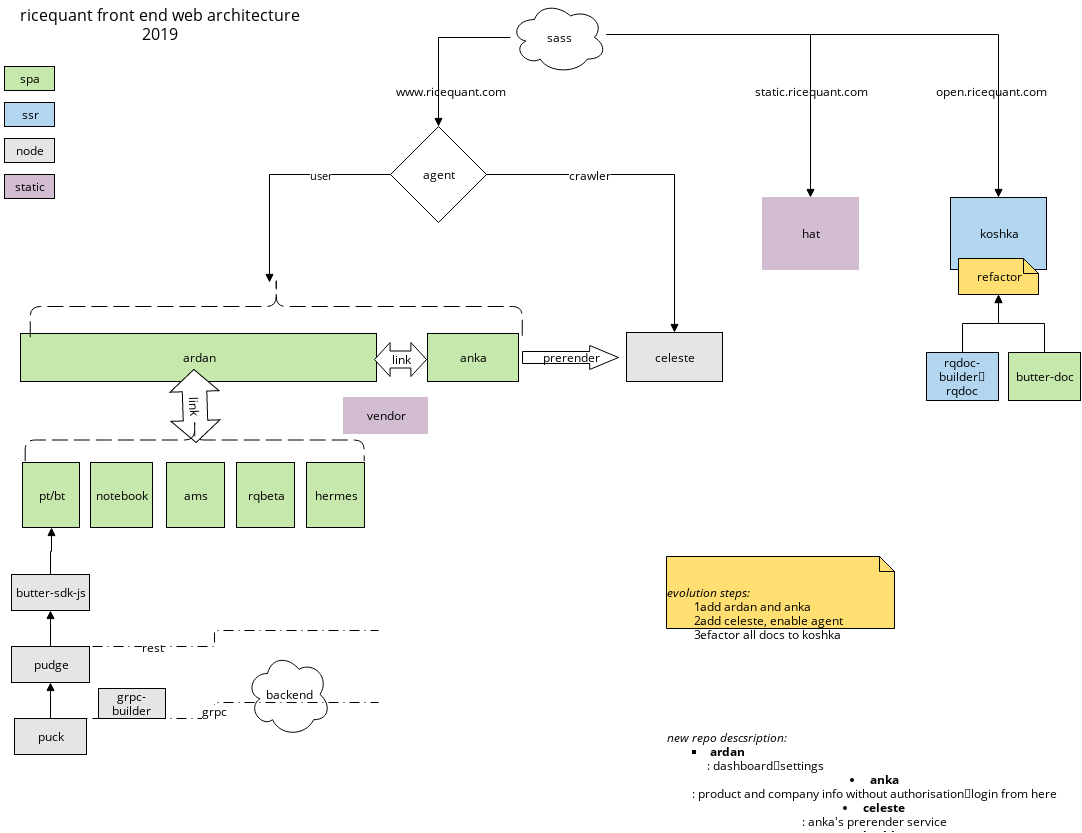 ricequant front end web architecture
2019
sass
spa
ssr
node
static
www.ricequant.com
static.ricequant.com
open.ricequant.com
agent
user
crawler
hat
koshka
refactor
ardan
link
anka
prerender
celeste
rqdoc-
builder
rqdoc
butter-doc
link
vendor
pt/bt
notebook
ams
rqbeta
hermes
butter-sdk-js
evolution steps:
1add ardan and anka
2add celeste, enable agent
3efactor all docs to koshka
rest
pudge
grpc-
builder
backend
grpc
puck
new repo descsription:
▪ ardan
: dashboard settings
• anka
: product and company info without authorisation login from here
• celeste
: anka's prerender service